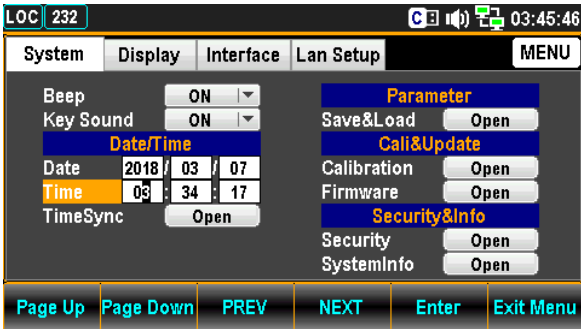 LOC 232 C 03:45:46
System Display Interface Lan Setup MENU
Beep ON
Key Sound ON
Date/Time
Date 2018 / 03 / 07
Time 03 : 34 : 17
TimeSync Open
Parameter
Save&Load Open
Cali&Update
Calibration Open
Firmware Open
Security&Info
Security Open
SystemInfo Open
Page Up Page Down PREV NEXT Enter Exit Menu